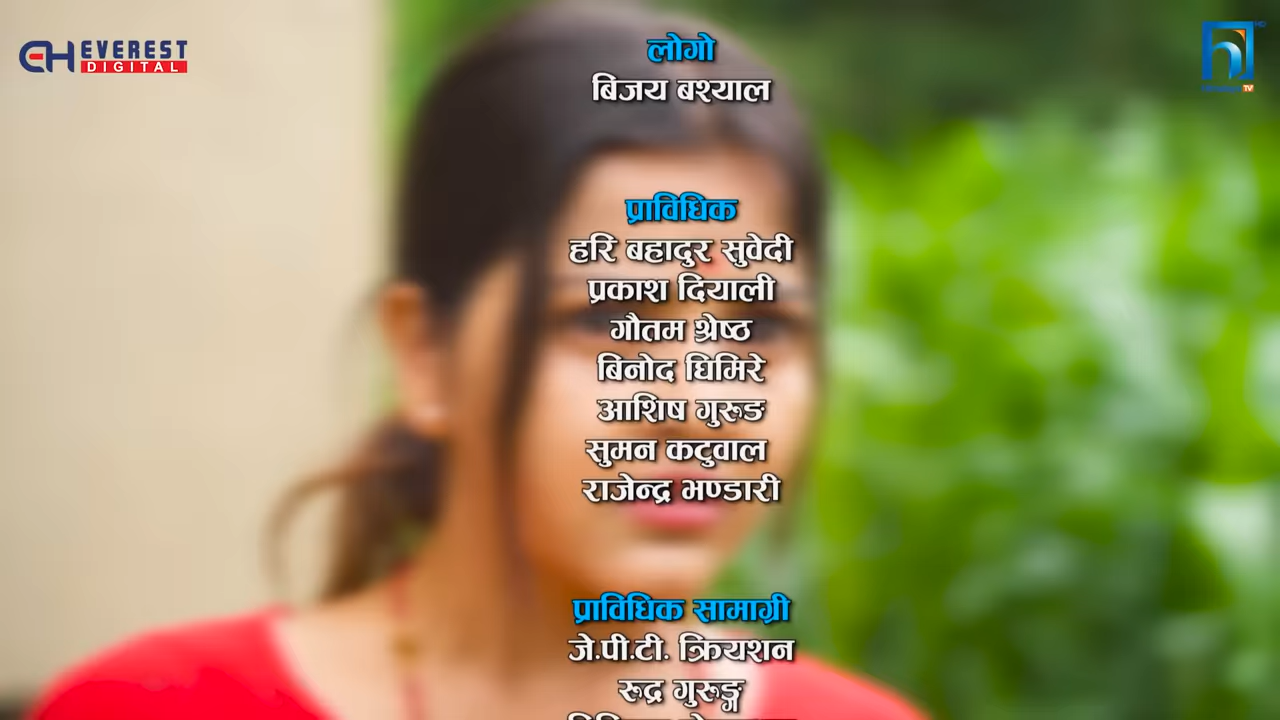 EVEREST
DIGITAL
लोगो
बिजय बश्याल
प्राविधिक
हरि बहादुर सुवेदी
प्रकाश दियाली
गौतम श्रेष्ठ
बिनोद घिमिरे
आशिष गुरूङ
सुमन कटुवाल
राजेन्द्र भण्डारी
प्राविधिक सामाग्री
जे.पी.टी. क्रियशन
रूद्र गुरूङ्ग